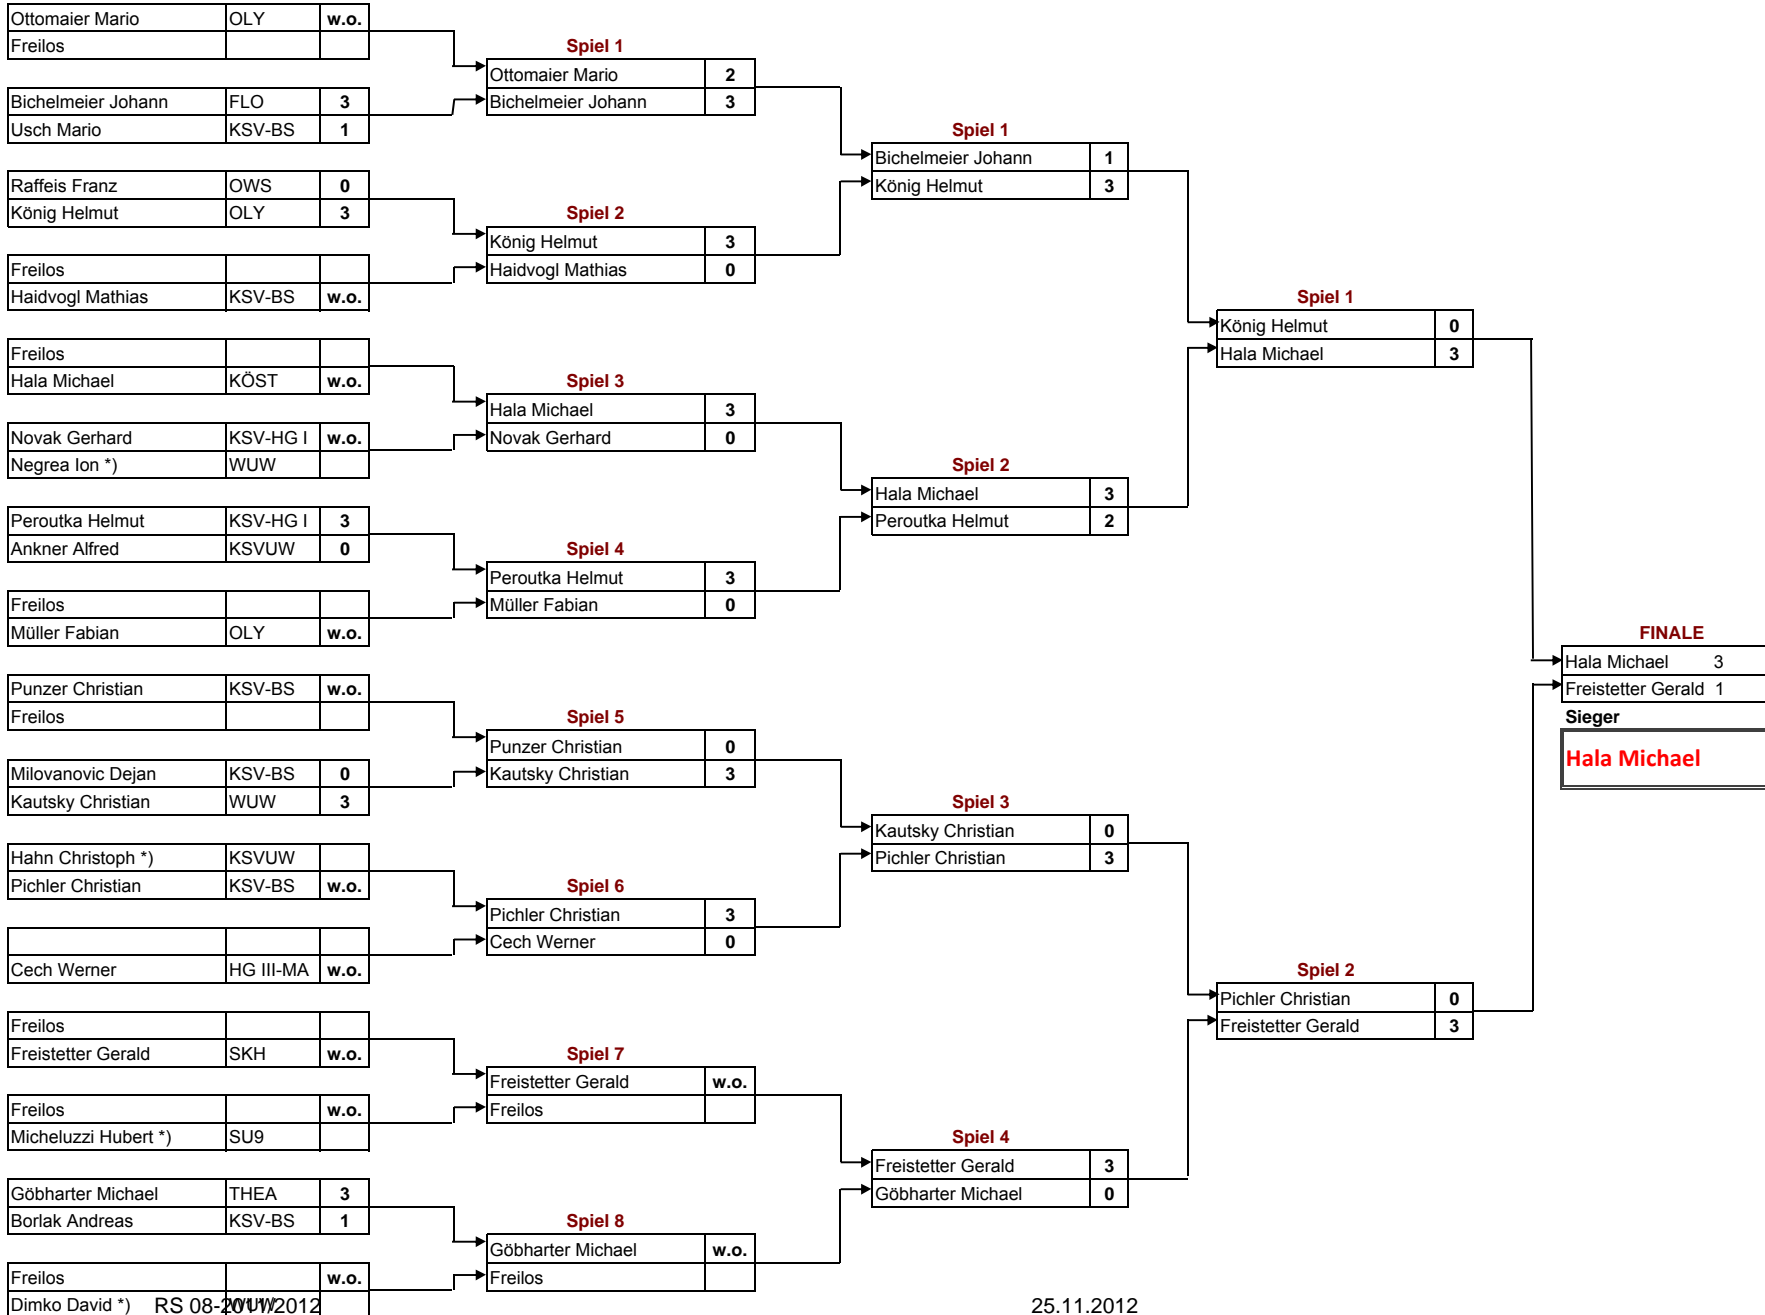 Ottomaier Mario OLY w.o.
Freilos
Bichelmeier Johann FLO 3
Usch Mario KSV-BS 1
Raffeis Franz OWS 0
König Helmut OLY 3
Freilos
Haidvogl Mathias KSV-BS w.o.
Freilos
Hala Michael KÖST w.o.
Novak Gerhard KSV-HG I w.o.
Negrea Ion *) WUW
Peroutka Helmut KSV-HG I 3
Ankner Alfred KSVUW 0
Freilos
Müller Fabian OLY w.o.
Punzer Christian KSV-BS w.o.
Freilos
Milovanovic Dejan KSV-BS 0
Kautsky Christian WUW 3
Hahn Christoph *) KSVUW
Pichler Christian KSV-BS w.o.
Cech Werner HG III-MA w.o.
Freilos
Freistetter Gerald SKH w.o.
Freilos w.o.
Micheluzzi Hubert *) SU9
Göbharter Michael THEA 3
Borlak Andreas KSV-BS 1
Freilos w.o.
Dimko David *) WUW
Spiel 1
Ottomaier Mario 2
Bichelmeier Johann 3
Spiel 2
König Helmut 3
Haidvogl Mathias 0
Spiel 3
Hala Michael 3
Novak Gerhard 0
Spiel 4
Peroutka Helmut 3
Müller Fabian 0
Spiel 5
Punzer Christian 0
Kautsky Christian 3
Spiel 6
Pichler Christian 3
Cech Werner 0
Spiel 7
Freistetter Gerald w.o.
Freilos
Spiel 8
Göbharter Michael w.o.
Freilos
Spiel 1
Bichelmeier Johann 1
König Helmut 3
Spiel 2
Hala Michael 3
Peroutka Helmut 2
Spiel 3
Kautsky Christian 0
Pichler Christian 3
Spiel 4
Freistetter Gerald 3
Göbharter Michael 0
Spiel 1
König Helmut 0
Hala Michael 3
Spiel 2
Pichler Christian 0
Freistetter Gerald 3
FINALE
Hala Michael 3
Freistetter Gerald 1
Sieger
Hala Michael
RS 08-2011/2012 25.11.2012